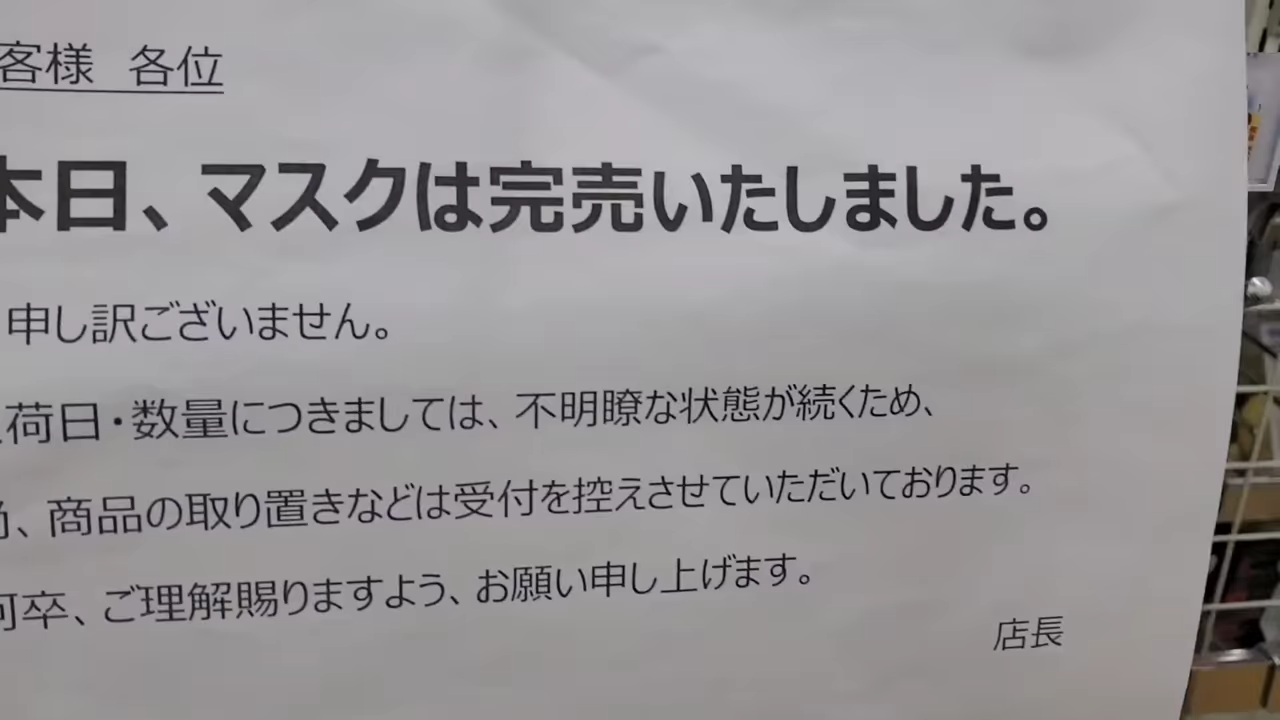 客様 各位
本日、マスクは完売いたしました。
申し訳ございません。
荷日・数量につきましては、不明瞭な状態が続くため、
、商品の取り置きなどは受付を控えさせていただいております。
何卒、ご理解賜りますよう、お願い申し上げます。
店長